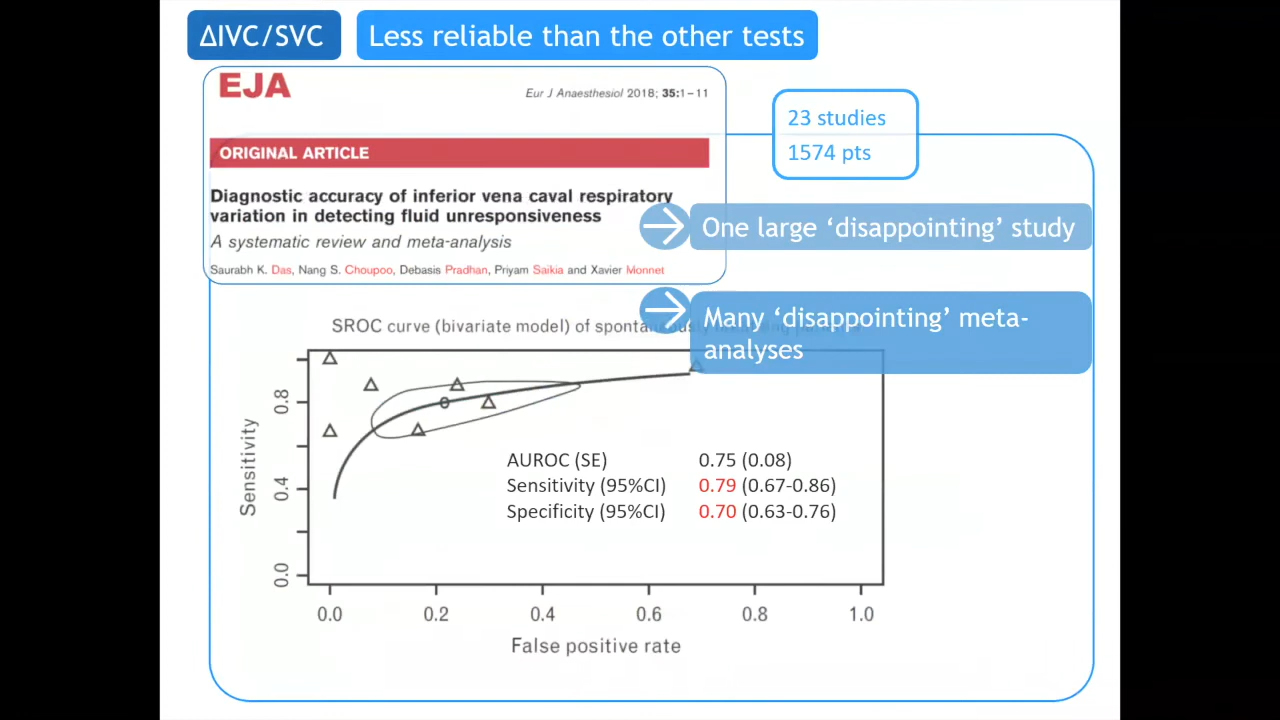 ΔIVC/SVC
Less reliable than the other tests
EJA
Eur J Anaesthesiol 2018; 35:1–11
23 studies
1574 pts
ORIGINAL ARTICLE
Diagnostic accuracy of inferior vena caval respiratory
variation in detecting fluid unresponsiveness
A systematic review and meta-analysis
Saurabh K. Das, Nang S. Choupoo, Debasis Pradhan, Priyam Saikia and Xavier Monnet
One large ‘disappointing’ study
Many ‘disappointing’ meta-
analyses
SROC curve (bivariate model) of
Sensitivity
0.8
0.4
0.0
AUROC (SE) 0.75 (0.08)
Sensitivity (95%CI) 0.79 (0.67-0.86)
Specificity (95%CI) 0.70 (0.63-0.76)
0.0 0.2 0.4 0.6 0.8 1.0
False positive rate